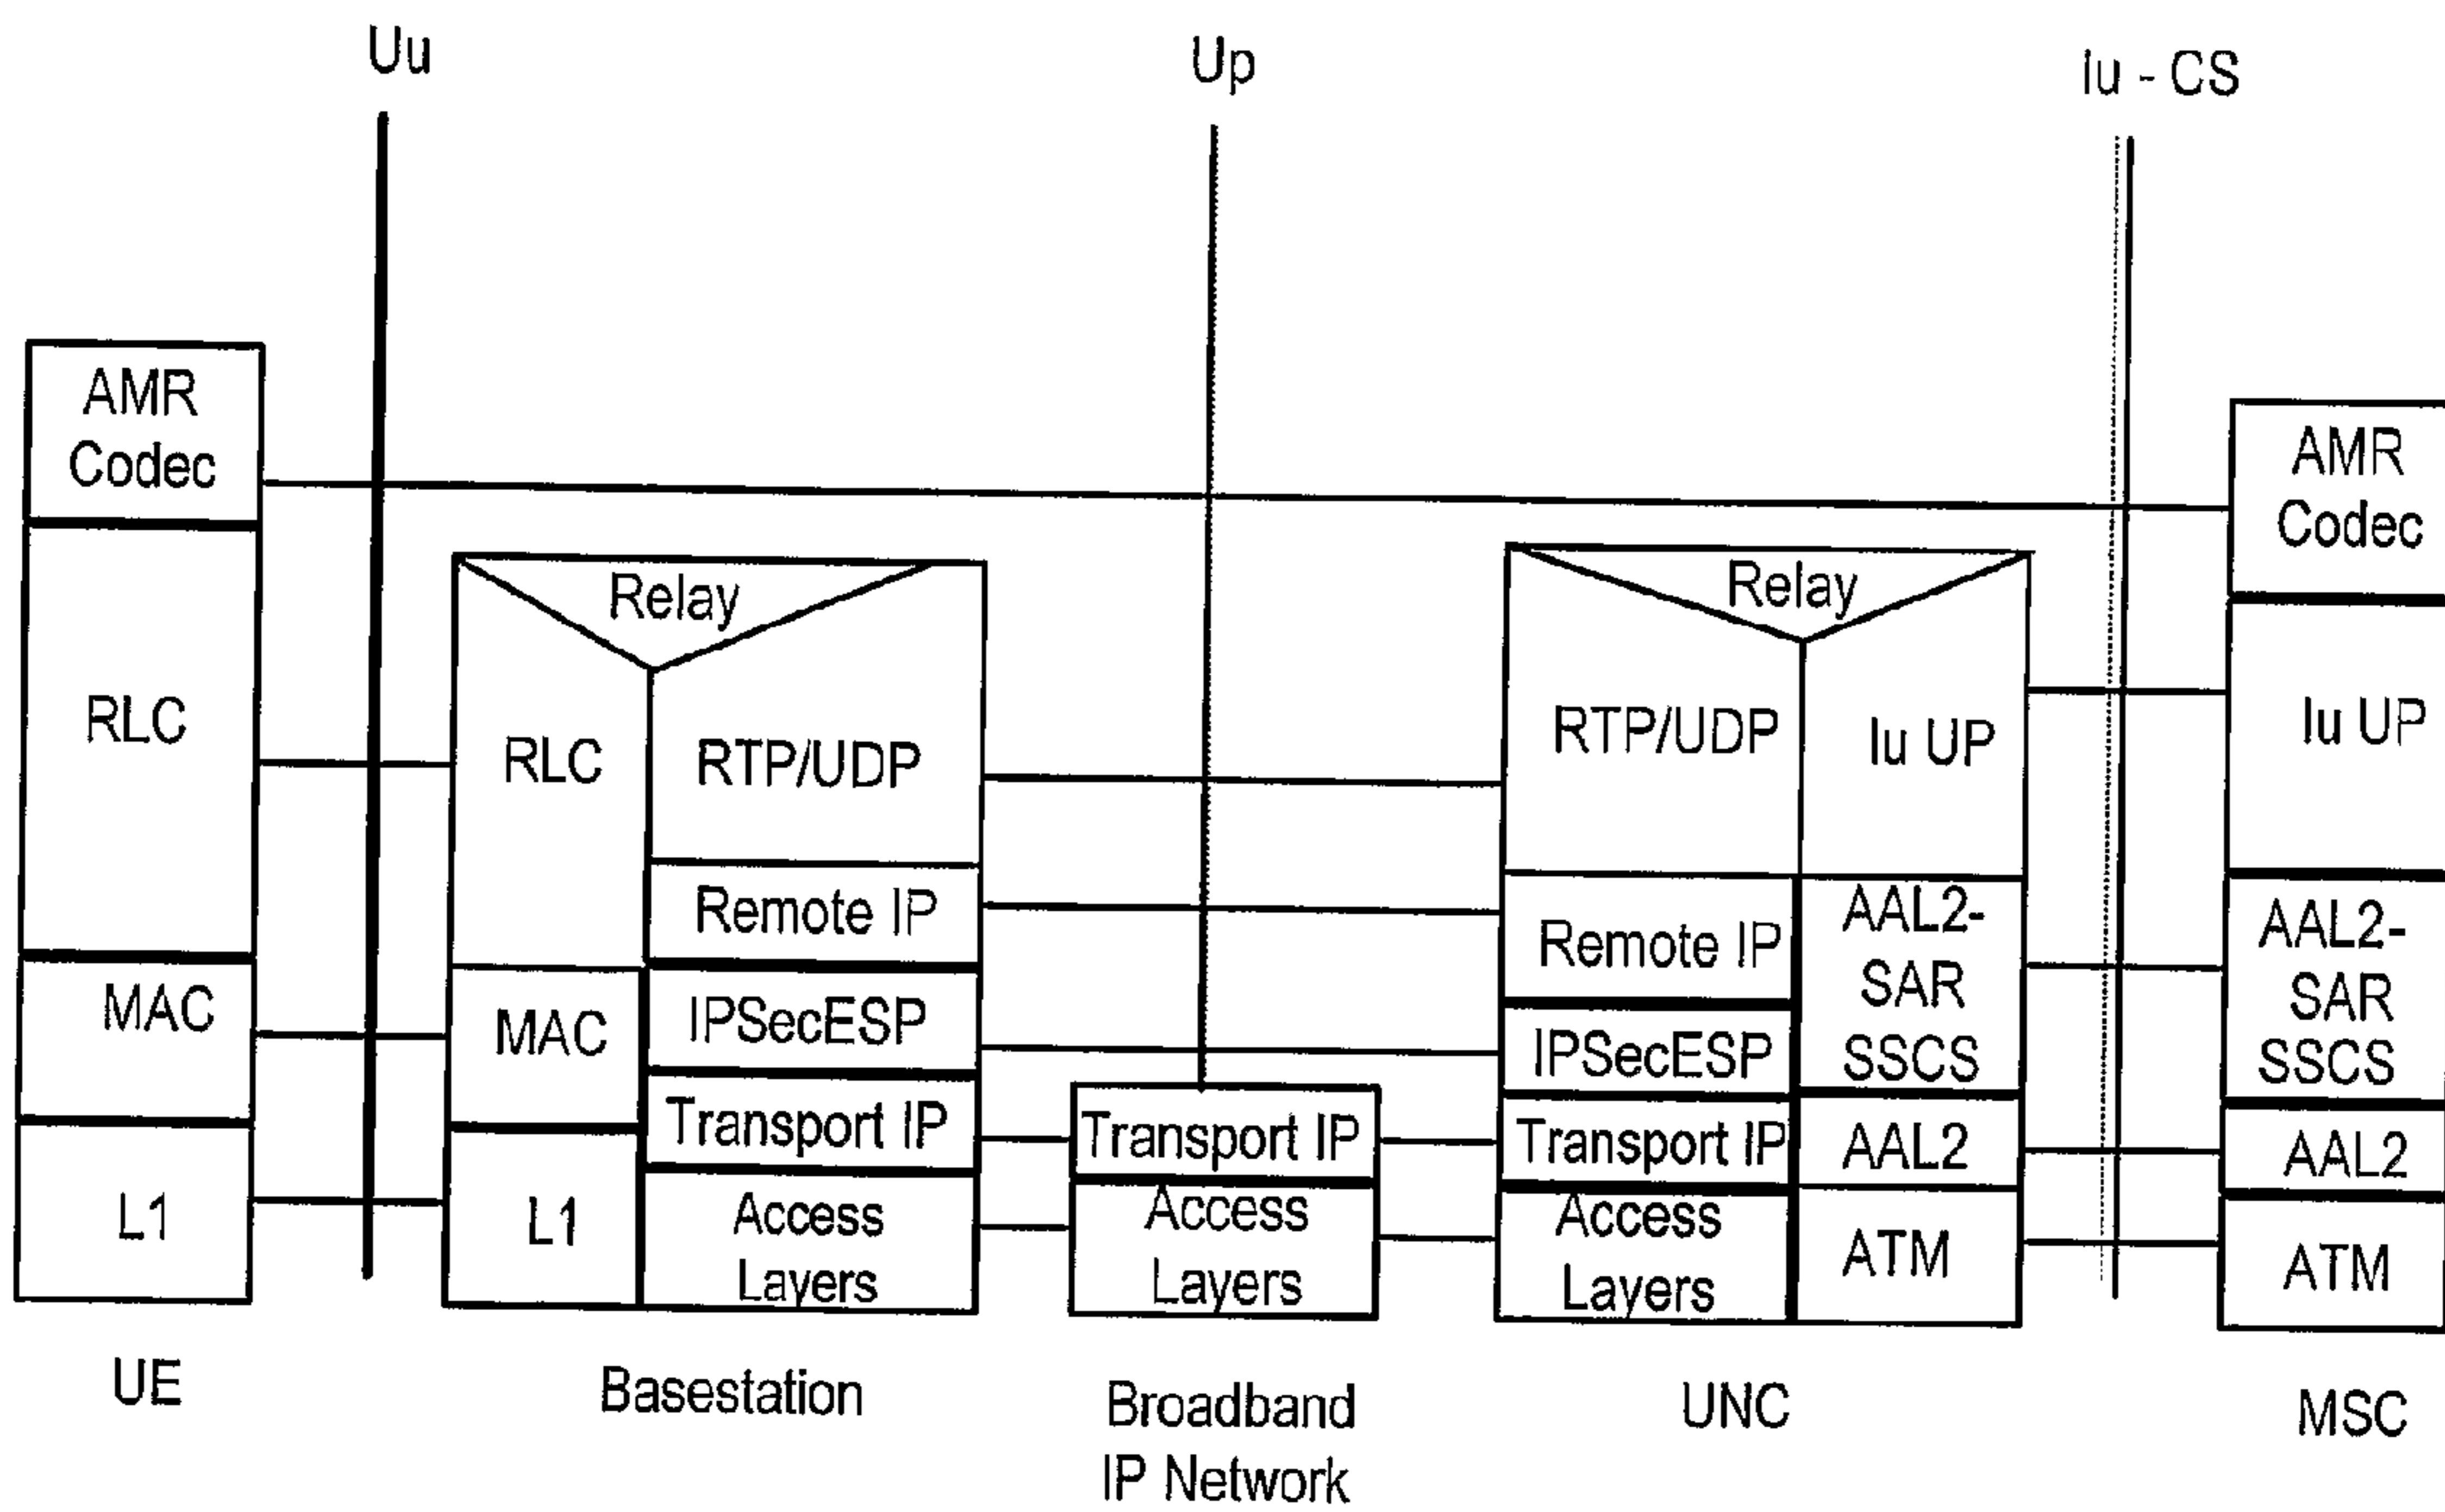 Uu
Up
Iu - CS
AMR
Codec
RLC
MAC
L1
UE
Relay
RLC
RTP/UDP
Remote IP
MAC
IPSecESP
Transport IP
L1
Access
Layers
Basestation
Transport IP
Access
Layers
Broadband
IP Network
Relay
RTP/UDP
Iu UP
Remote IP
AAL2-
SAR
SSCS
IPSecESP
Transport IP
AAL2
Access
Layers
ATM
UNC
AMR
Codec
Iu UP
AAL2-
SAR
SSCS
AAL2
ATM
MSC